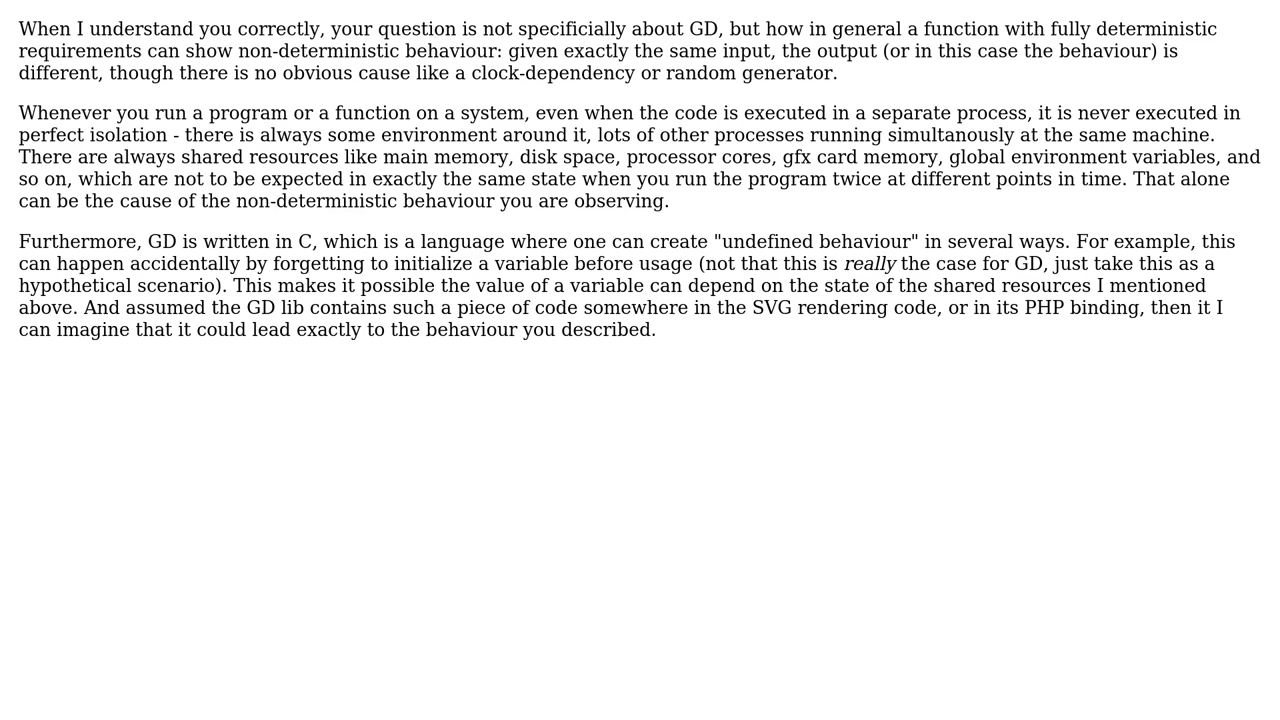 When I understand you correctly, your question is not specificially about GD, but how in general a function with fully deterministic
requirements can show non-deterministic behaviour: given exactly the same input, the output (or in this case the behaviour) is
different, though there is no obvious cause like a clock-dependency or random generator.
Whenever you run a program or a function on a system, even when the code is executed in a separate process, it is never executed in
perfect isolation - there is always some environment around it, lots of other processes running simultanously at the same machine.
There are always shared resources like main memory, disk space, processor cores, gfx card memory, global environment variables, and
so on, which are not to be expected in exactly the same state when you run the program twice at different points in time. That alone
can be the cause of the non-deterministic behaviour you are observing.
Furthermore, GD is written in C, which is a language where one can create "undefined behaviour" in several ways. For example, this
can happen accidentally by forgetting to initialize a variable before usage (not that this is really the case for GD, just take this as a
hypothetical scenario). This makes it possible the value of a variable can depend on the state of the shared resources I mentioned
above. And assumed the GD lib contains such a piece of code somewhere in the SVG rendering code, or in its PHP binding, then it I
can imagine that it could lead exactly to the behaviour you described.